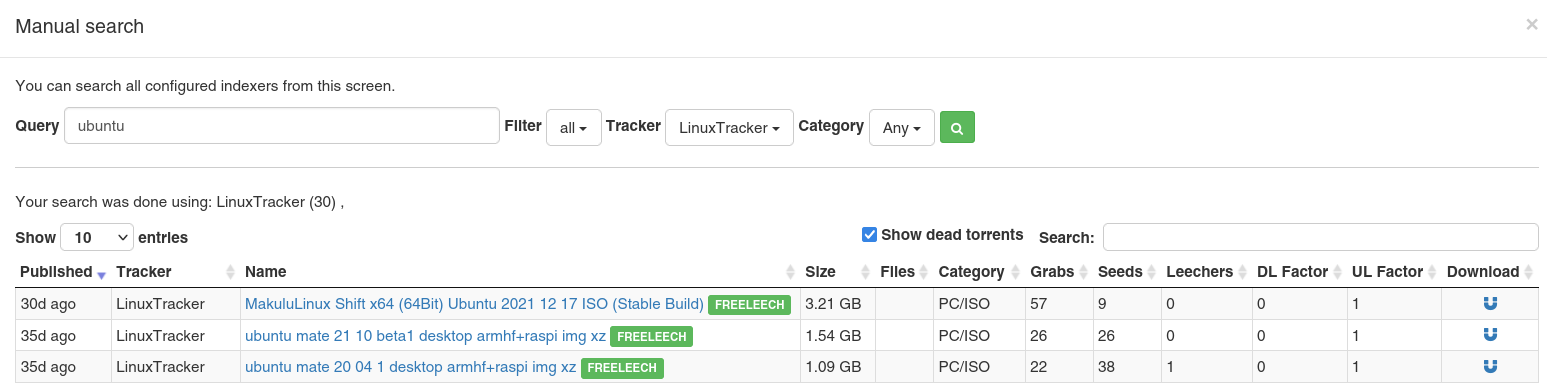 Manual search ×
You can search all configured indexers from this screen.
Query ubuntu Filter all Tracker LinuxTracker Category Any
Your search was done using: LinuxTracker (30) ,
Show 10 entries Show dead torrents Search:
Published Tracker Name Size Files Category Grabs Seeds Leechers DL Factor UL Factor Download
30d ago LinuxTracker MakuluLinux Shift x64 (64Bit) Ubuntu 2021 12 17 ISO (Stable Build) FREELEECH 3.21 GB PC/ISO 57 9 0 0 1
35d ago LinuxTracker ubuntu mate 21 10 beta1 desktop armhf+raspi img xz FREELEECH 1.54 GB PC/ISO 26 26 0 0 1
35d ago LinuxTracker ubuntu mate 20 04 1 desktop armhf+raspi img xz FREELEECH 1.09 GB PC/ISO 22 38 1 0 1